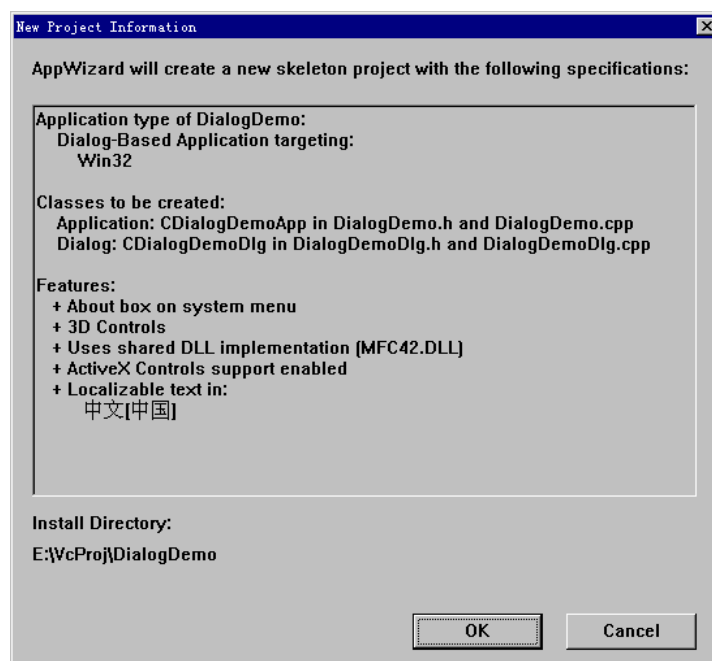 New Project Information
AppWizard will create a new skeleton project with the following specifications:
Application type of DialogDemo:
Dialog-Based Application targeting:
Win32
Classes to be created:
Application: CDialogDemoApp in DialogDemo.h and DialogDemo.cpp
Dialog: CDialogDemoDlg in DialogDemoDlg.h and DialogDemoDlg.cpp
Features:
+ About box on system menu
+ 3D Controls
+ Uses shared DLL implementation (MFC42.DLL)
+ ActiveX Controls support enabled
+ Localizable text in:
中文[中国]
Install Directory:
E:\VcProj\DialogDemo
OK
Cancel